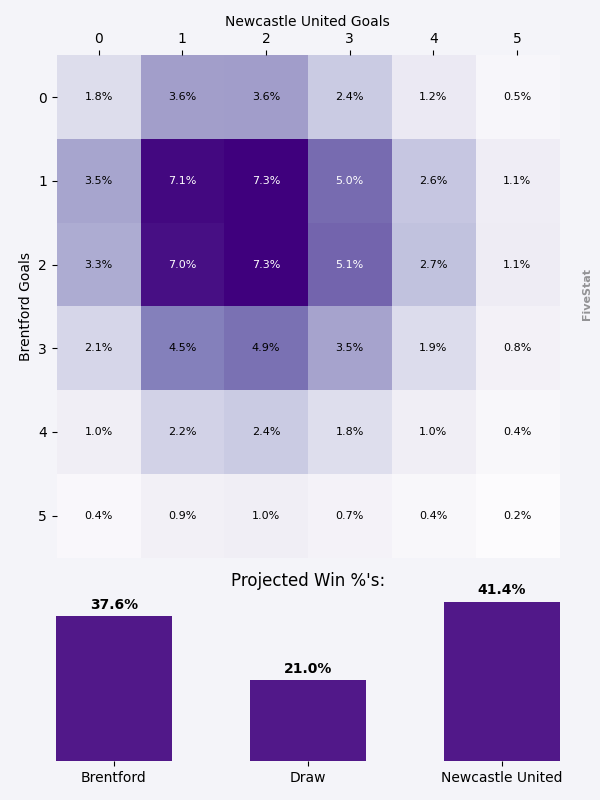 Newcastle United Goals
0 1 2 3 4 5
Brentford Goals
0 1.8% 3.6% 3.6% 2.4% 1.2% 0.5%
1 3.5% 7.1% 7.3% 5.0% 2.6% 1.1%
2 3.3% 7.0% 7.3% 5.1% 2.7% 1.1%
3 2.1% 4.5% 4.9% 3.5% 1.9% 0.8%
4 1.0% 2.2% 2.4% 1.8% 1.0% 0.4%
5 0.4% 0.9% 1.0% 0.7% 0.4% 0.2%
FiveStat
Projected Win %'s:
37.6% 21.0% 41.4%
Brentford Draw Newcastle United